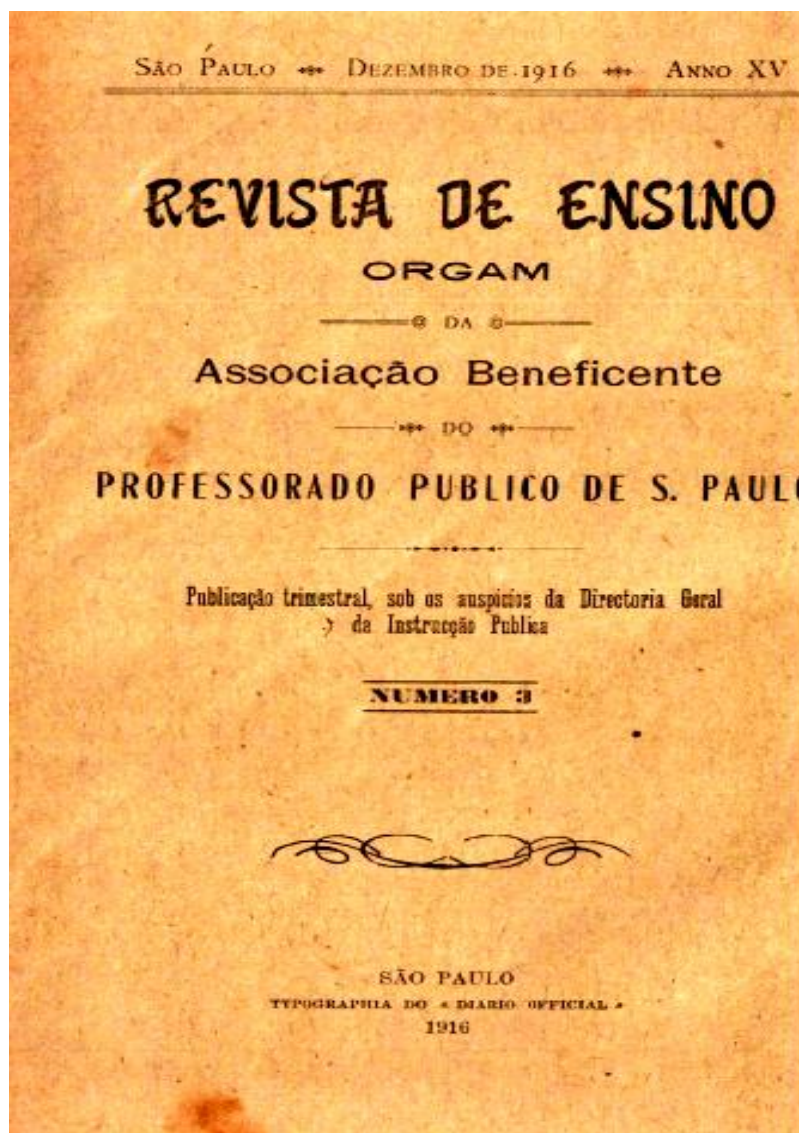 São Paulo Dezembro de 1916 Anno XV
REVISTA DE ENSINO
ORGAM
DA
Associação Beneficente
DO
PROFESSORADO PUBLICO DE S. PAULO
Publicação trimestral, sob os auspicios da Directoria Geral
da Instrucção Publica
NUMERO 3
SÃO PAULO
TYPOGRAPHIA DO « DIARIO OFFICIAL »
1916